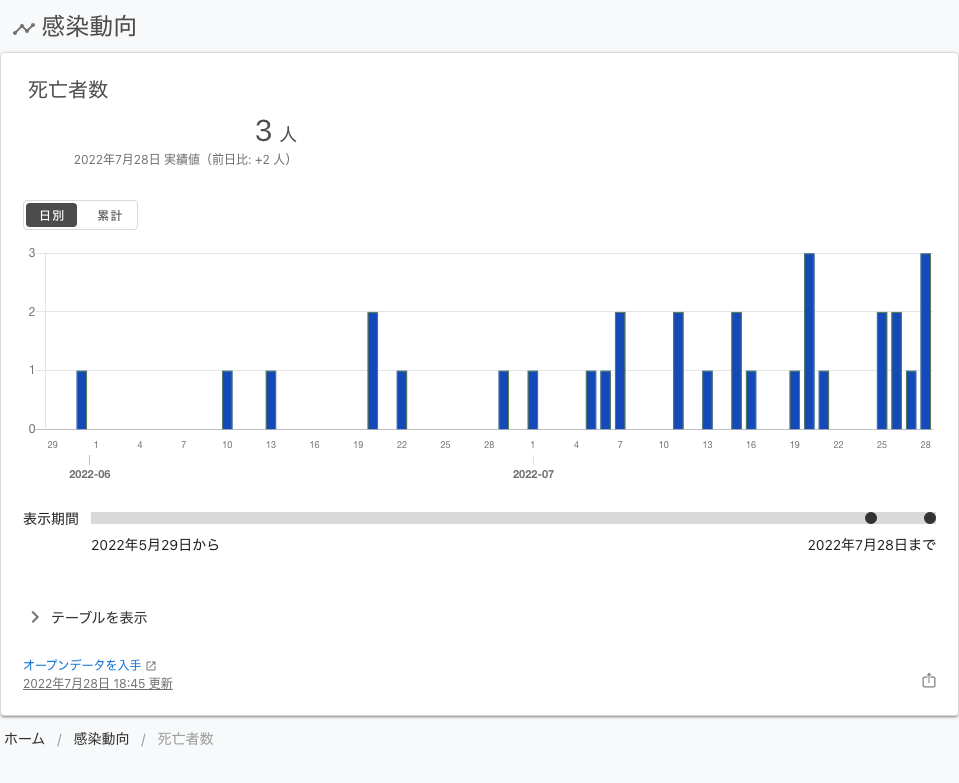 感染動向
死亡者数
3 人
2022年7月28日 実績値（前日比: +2 人）
日別 累計
3
2
1
0
29 1 4 7 10 13 16 19 22 25 28 1 4 7 10 13 16 19 22 25 28
2022-06 2022-07
表示期間
2022年5月29日から 2022年7月28日まで
テーブルを表示
オープンデータを入手
2022年7月28日 18:45 更新
ホーム / 感染動向 / 死亡者数